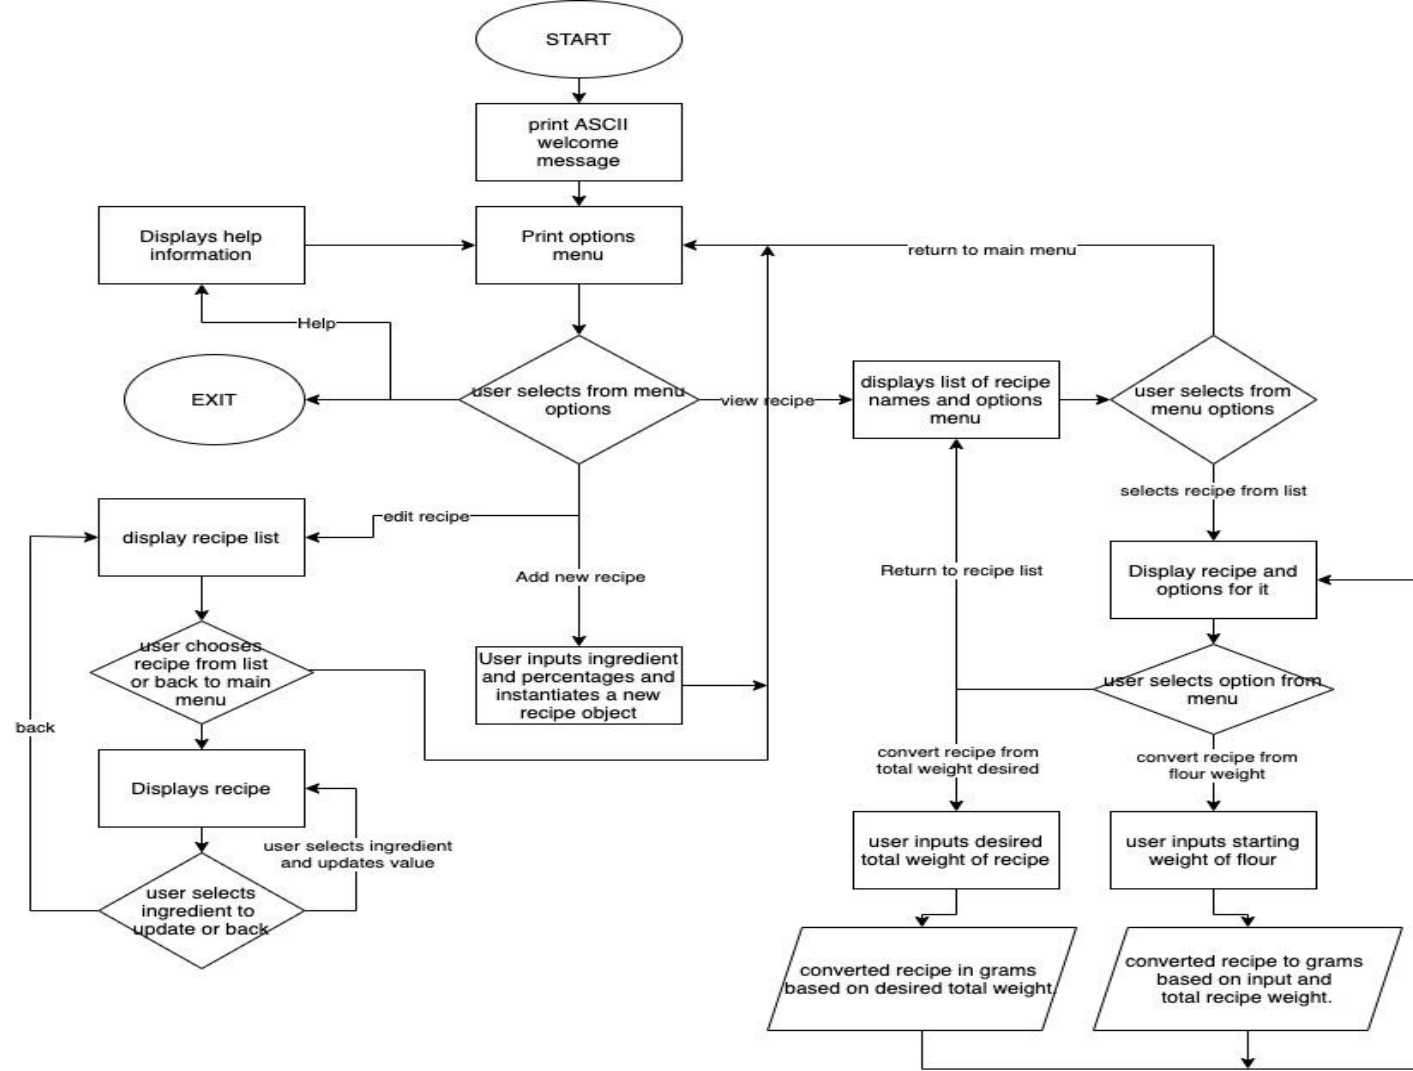 START
print ASCII
welcome
message
Displays help
information
Print options
menu
return to main menu
Help
EXIT
user selects from menu
options
view recipe
displays list of recipe
names and options
menu
user selects from
menu options
selects recipe from list
edit recipe
display recipe list
Add new recipe
Return to recipe list
Display recipe and
options for it
user chooses
recipe from list
or back to main
menu
User inputs ingredient
and percentages and
instantiates a new
recipe object
user selects option from
menu
back
convert recipe from
total weight desired
convert recipe from
flour weight
Displays recipe
user selects ingredient
and updates value
user inputs desired
total weight of recipe
user inputs starting
weight of flour
user selects
ingredient to
update or back
converted recipe in grams
based on desired total weight.
converted recipe to grams
based on input and
total recipe weight.